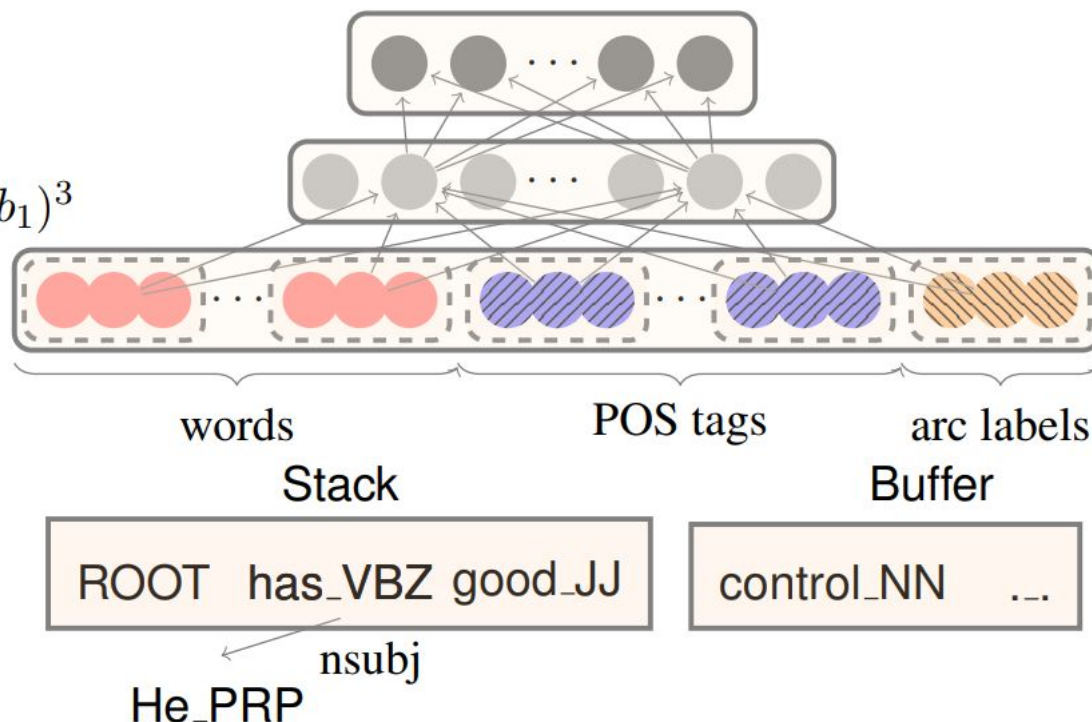 · · ·
· · ·
b₁)³
· · ·
· · ·
words
POS tags
arc labels
Stack
Buffer
ROOT has_VBZ good_JJ
control_NN ._.
nsubj
He_PRP